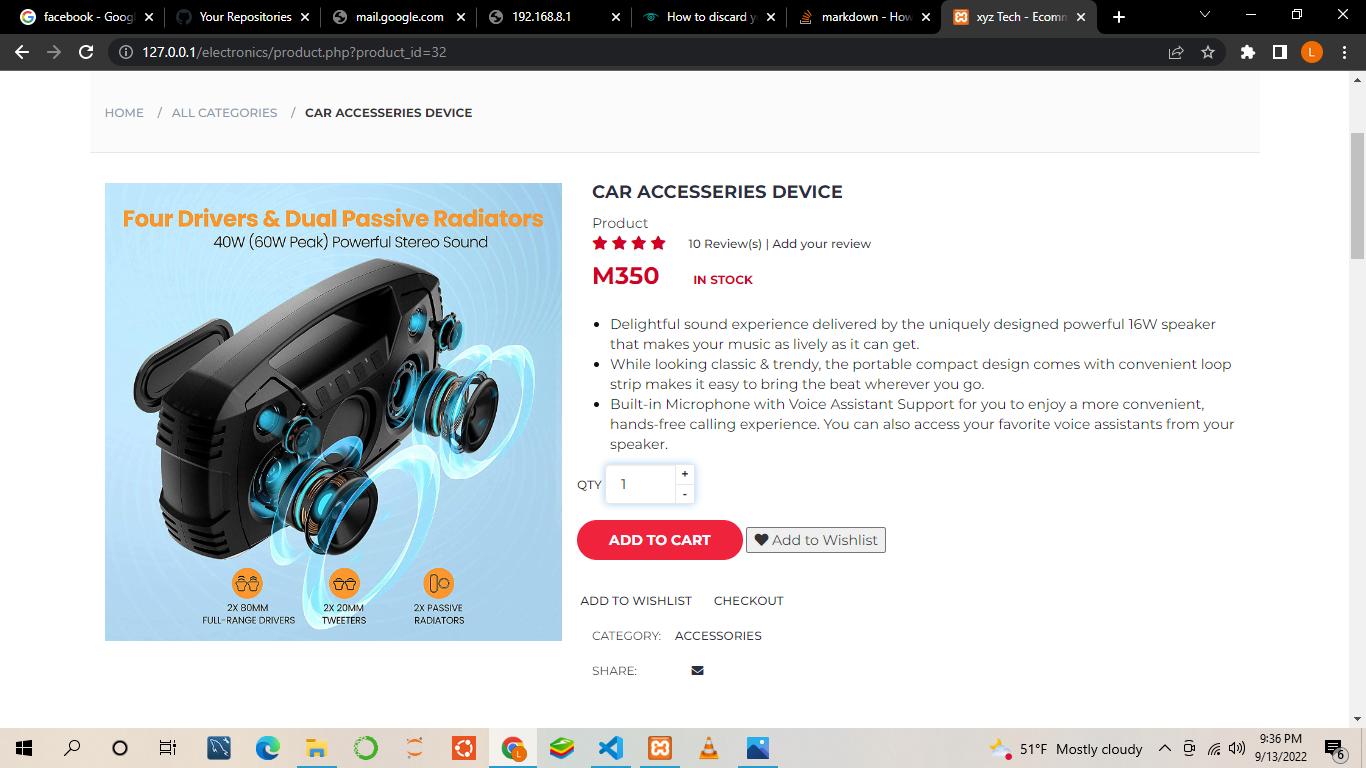 facebook - Goog
Your Repositories
mail.google.com
192.168.8.1
How to discard y
markdown - How
xyz Tech - Ecomm
127.0.0.1/electronics/product.php?product_id=32
L
HOME / ALL CATEGORIES / CAR ACCESSERIES DEVICE
Four Drivers & Dual Passive Radiators
40W (60W Peak) Powerful Stereo Sound
2X 80MM
FULL-RANGE DRIVERS
2X 20MM
TWEETERS
2X PASSIVE
RADIATORS
CAR ACCESSERIES DEVICE
Product
10 Review(s) | Add your review
M350 IN STOCK
Delightful sound experience delivered by the uniquely designed powerful 16W speaker
that makes your music as lively as it can get.
While looking classic & trendy, the portable compact design comes with convenient loop
strip makes it easy to bring the beat wherever you go.
Built-in Microphone with Voice Assistant Support for you to enjoy a more convenient,
hands-free calling experience. You can also access your favorite voice assistants from your
speaker.
QTY 1 + -
ADD TO CART Add to Wishlist
ADD TO WISHLIST CHECKOUT
CATEGORY: ACCESSORIES
SHARE:
51°F Mostly cloudy
9:36 PM
9/13/2022
6